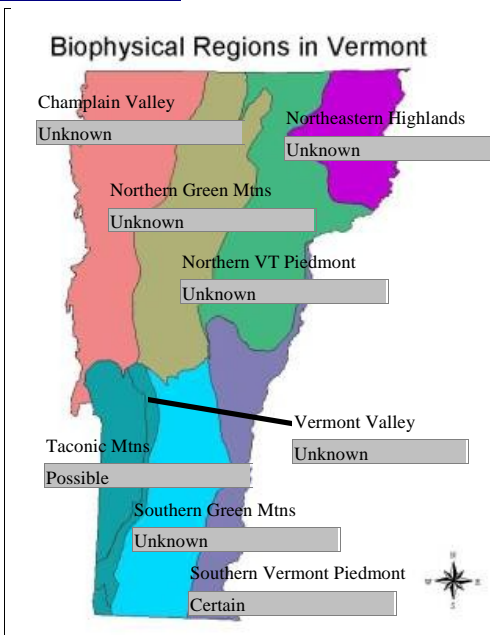 Biophysical Regions in Vermont
Champlain Valley
Unknown
Northeastern Highlands
Unknown
Northern Green Mtns
Unknown
Northern VT Piedmont
Unknown
Vermont Valley
Unknown
Taconic Mtns
Possible
Southern Green Mtns
Unknown
Southern Vermont Piedmont
Certain